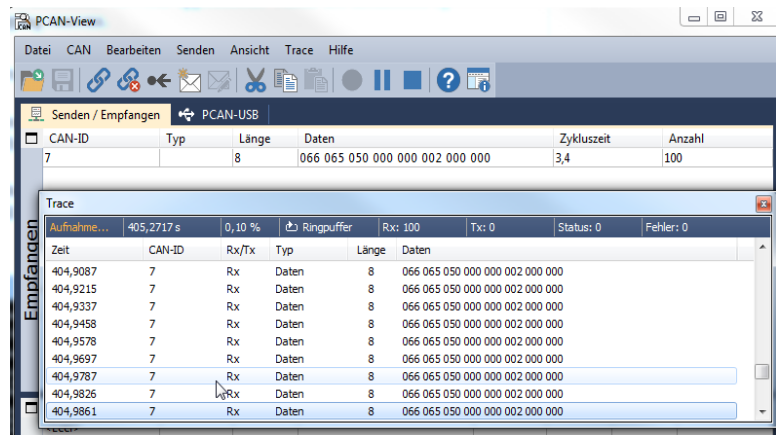 PCAN-View
Datei CAN Bearbeiten Senden Ansicht Trace Hilfe
Senden / Empfangen PCAN-USB
CAN-ID Typ Länge Daten Zykluszeit Anzahl
7 8 066 065 050 000 000 002 000 000 3,4 100
Empfangen
Trace
Aufnahme... 405,2717 s 0,10 % Ringpuffer Rx: 100 Tx: 0 Status: 0 Fehler: 0
Zeit CAN-ID Rx/Tx Typ Länge Daten
404,9087 7 Rx Daten 8 066 065 050 000 000 002 000 000
404,9215 7 Rx Daten 8 066 065 050 000 000 002 000 000
404,9337 7 Rx Daten 8 066 065 050 000 000 002 000 000
404,9458 7 Rx Daten 8 066 065 050 000 000 002 000 000
404,9578 7 Rx Daten 8 066 065 050 000 000 002 000 000
404,9697 7 Rx Daten 8 066 065 050 000 000 002 000 000
404,9787 7 Rx Daten 8 066 065 050 000 000 002 000 000
404,9826 7 Rx Daten 8 066 065 050 000 000 002 000 000
404,9861 7 Rx Daten 8 066 065 050 000 000 002 000 000